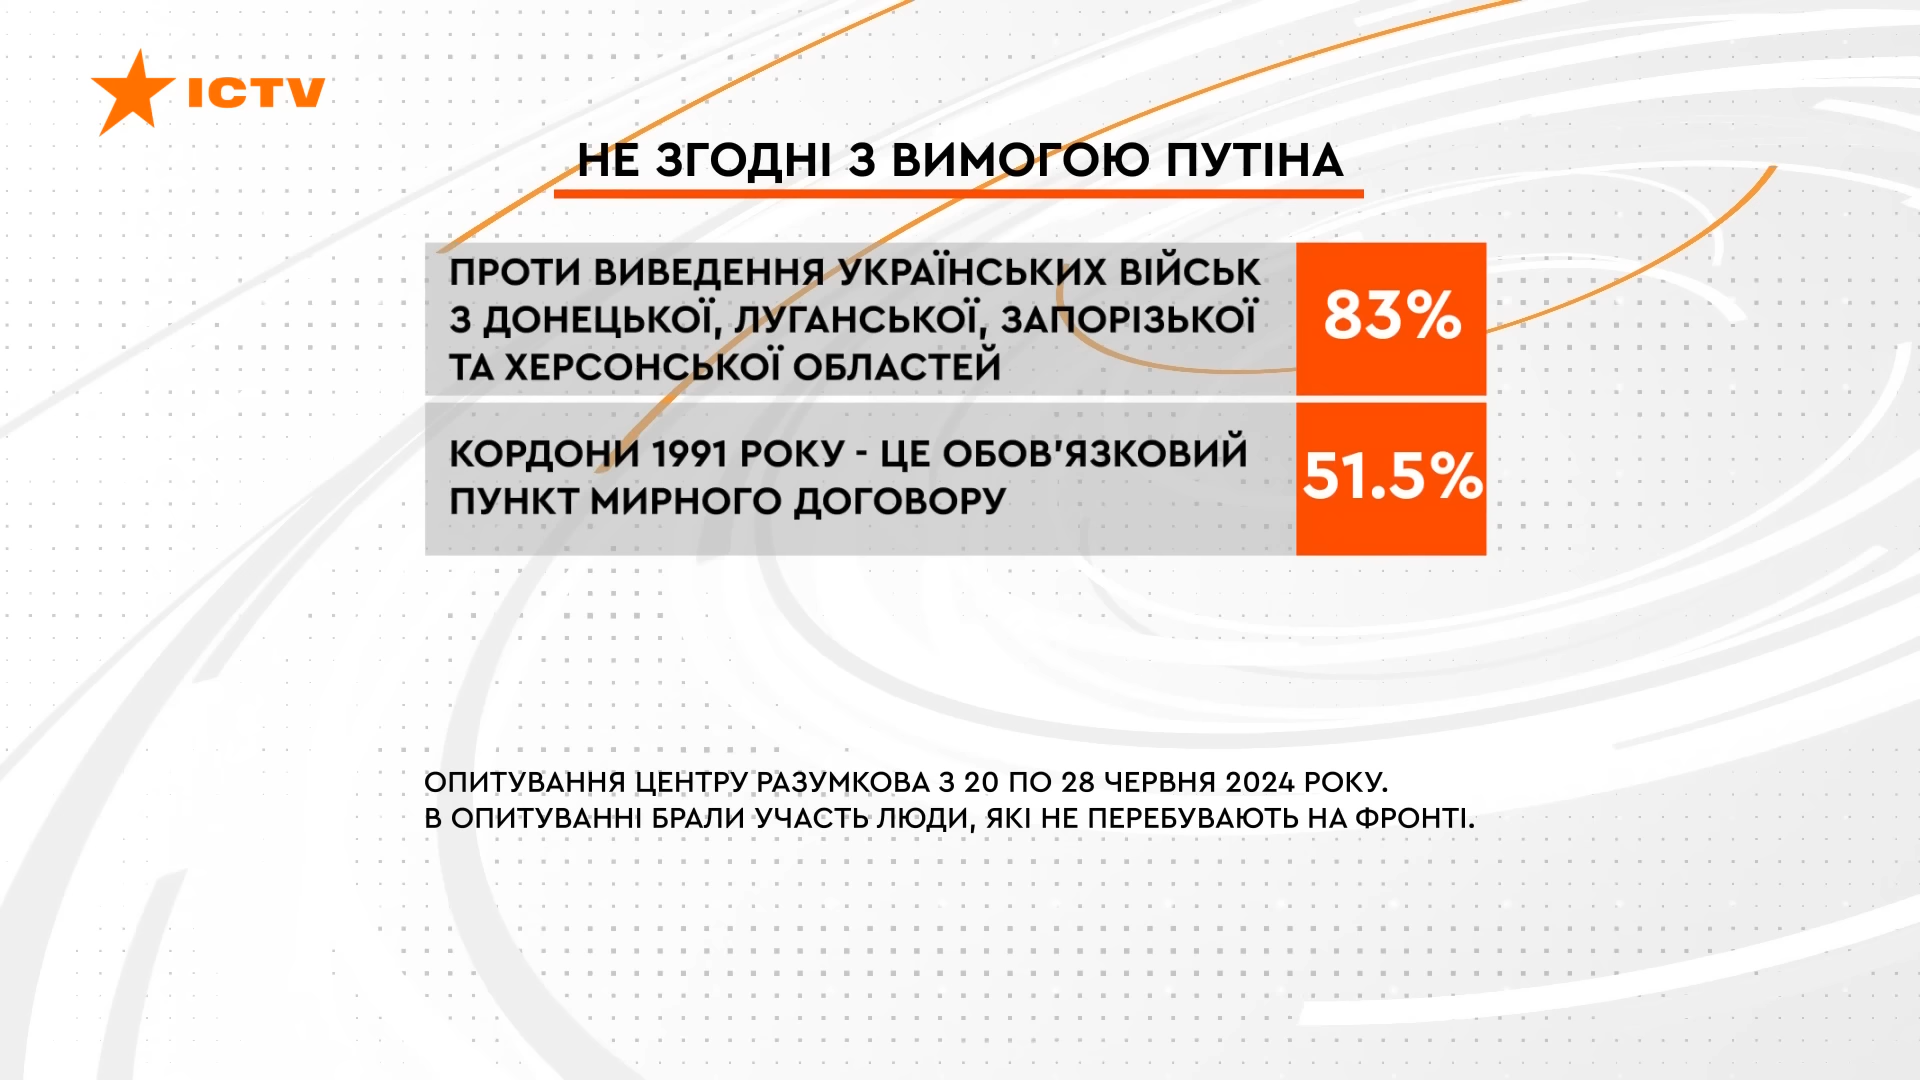 ICTV
НЕ ЗГОДНІ З ВИМОГОЮ ПУТІНА
ПРОТИ ВИВЕДЕННЯ УКРАЇНСЬКИХ ВІЙСЬК
З ДОНЕЦЬКОЇ, ЛУГАНСЬКОЇ, ЗАПОРІЗЬКОЇ
ТА ХЕРСОНСЬКОЇ ОБЛАСТЕЙ
83%
КОРДОНИ 1991 РОКУ - ЦЕ ОБОВ'ЯЗКОВИЙ
ПУНКТ МИРНОГО ДОГОВОРУ
51.5%
ОПИТУВАННЯ ЦЕНТРУ РАЗУМКОВА З 20 ПО 28 ЧЕРВНЯ 2024 РОКУ.
В ОПИТУВАННІ БРАЛИ УЧАСТЬ ЛЮДИ, ЯКІ НЕ ПЕРЕБУВАЮТЬ НА ФРОНТІ.